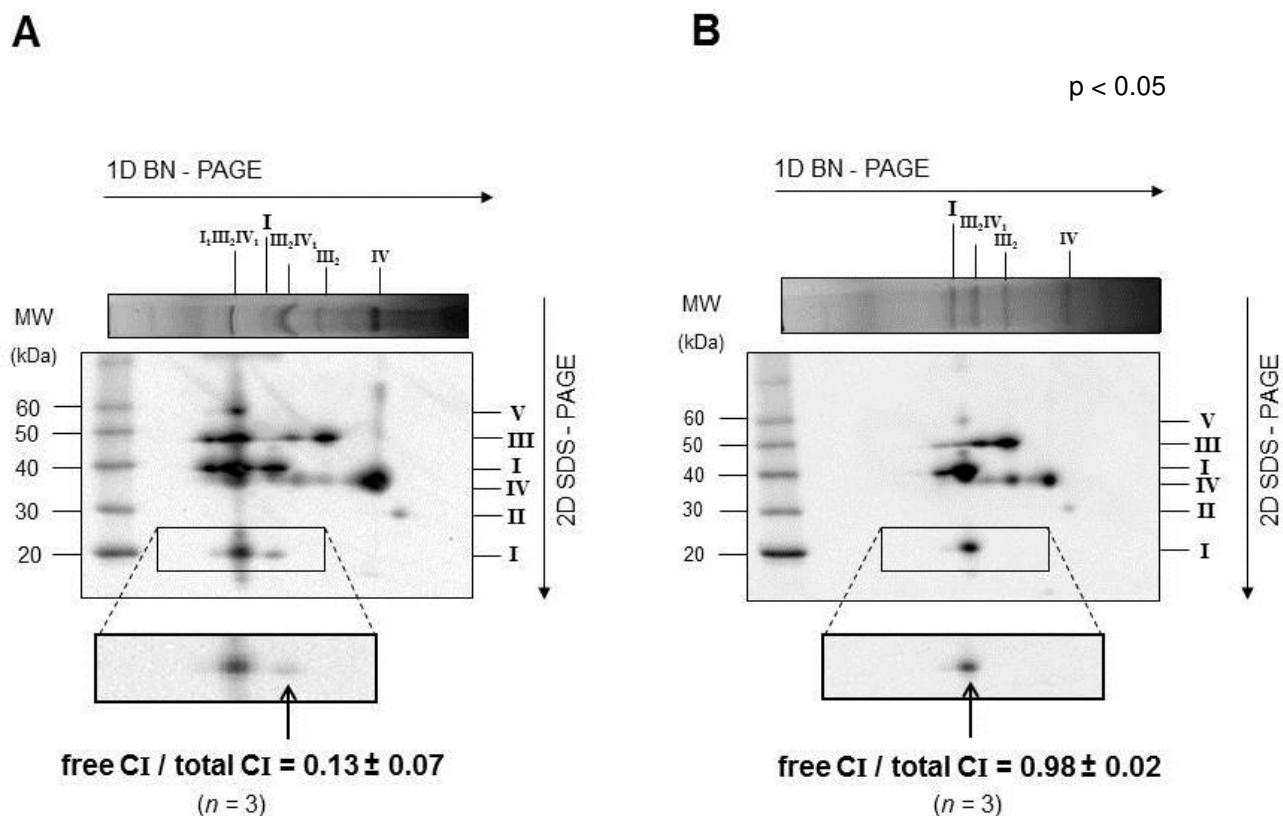 A
1D BN - PAGE
I₁III₂IV₁
I
III₂IV₁
III₂
IV
MW
(kDa)
60
50
40
30
20
V
III
I
IV
II
I
2D SDS - PAGE
free CI / total CI = 0.13 ± 0.07
(n = 3)
B
p < 0.05
1D BN - PAGE
I
III₂IV₁
III₂
IV
MW
(kDa)
60
50
40
30
20
V
III
I
IV
II
I
2D SDS - PAGE
free CI / total CI = 0.98 ± 0.02
(n = 3)